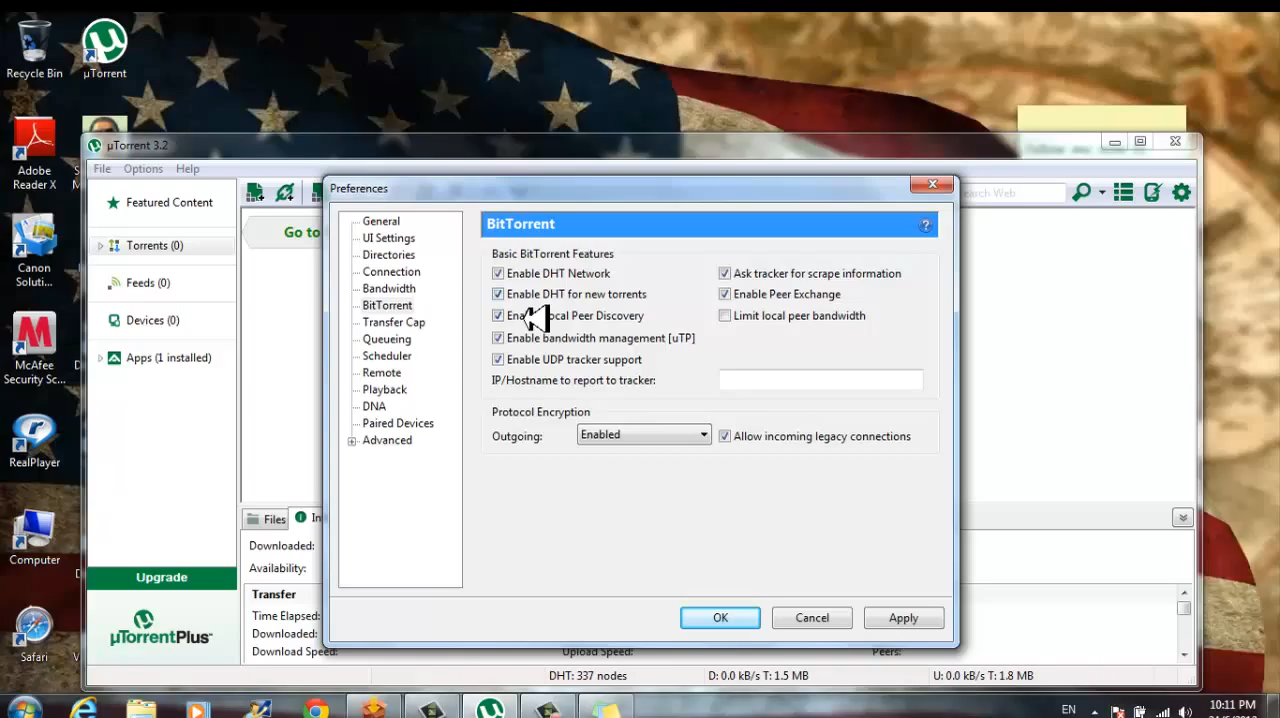 Recycle Bin
µTorrent
Adobe
Reader X
Canon
Soluti...
McAfee
Security Sc...
RealPlayer
Computer
Safari
µTorrent 3.2
File Options Help
Featured Content
Torrents (0)
Feeds (0)
Devices (0)
Apps (1 installed)
Upgrade
µTorrentPlus
Go to
Search Web
Preferences
General
UI Settings
Directories
Connection
Bandwidth
BitTorrent
Transfer Cap
Queueing
Scheduler
Remote
Playback
DNA
Paired Devices
Advanced
BitTorrent
Basic BitTorrent Features
Enable DHT Network
Ask tracker for scrape information
Enable DHT for new torrents
Enable Peer Exchange
Local Peer Discovery
Limit local peer bandwidth
Enable bandwidth management [uTP]
Enable UDP tracker support
IP/Hostname to report to tracker:
Protocol Encryption
Outgoing: Enabled
Allow incoming legacy connections
OK Cancel Apply
Files
Downloaded:
Availability:
Transfer
Time Elapsed:
Downloaded:
Download Speed: Upload Speed: Peers:
DHT: 337 nodes D: 0.0 kB/s T: 1.5 MB U: 0.0 kB/s T: 1.8 MB
EN 10:11 PM